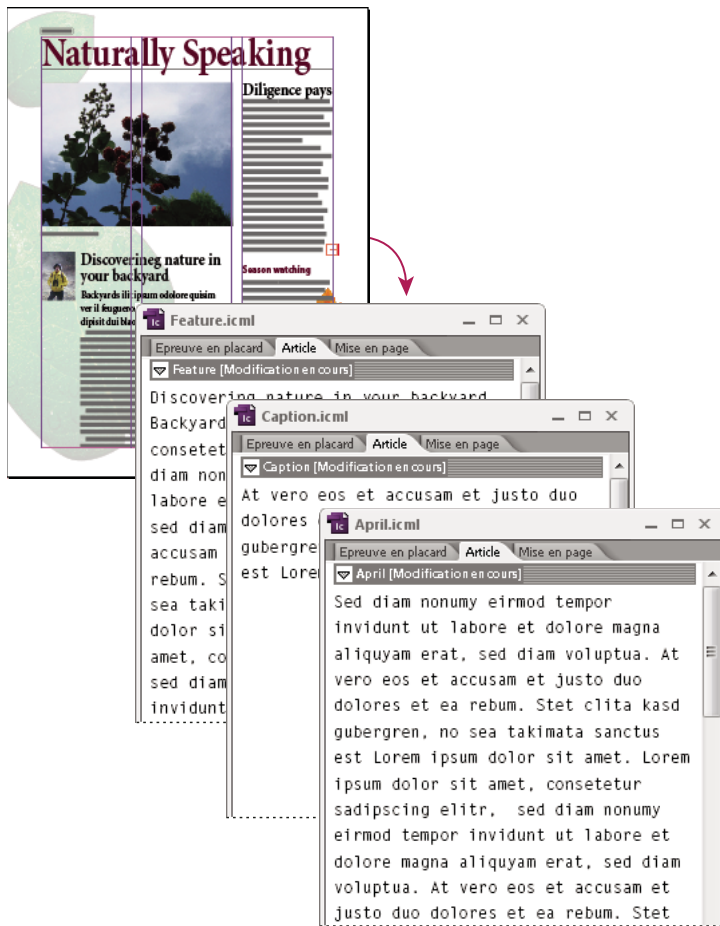 Naturally Speaking
Diligence pays
Discoverineg nature in
your backyard
Backyards ilit ipsum odolore quisim
ver il feuguero
dipisit dui blao
Season watching
Ic Feature.icml
Epreuve en placard Article Mise en page
Feature [Modification en cours]
Discovering nature in your backyard
Backyard
consetet
diam non
labore e
sed diam
accusam
rebum. S
sea taki
dolor si
amet, co
sed diam
invidunt
Ic Caption.icml
Epreuve en placard Article Mise en page
Caption [Modification en cours]
At vero eos et accusam et justo duo
dolores
gubergre
est Lore
Ic April.icml
Epreuve en placard Article Mise en page
April [Modification en cours]
Sed diam nonumy eirmod tempor
invidunt ut labore et dolore magna
aliquyam erat, sed diam voluptua. At
vero eos et accusam et justo duo
dolores et ea rebum. Stet clita kasd
gubergren, no sea takimata sanctus
est Lorem ipsum dolor sit amet. Lorem
ipsum dolor sit amet, consetetur
sadipscing elitr, sed diam nonumy
eirmod tempor invidunt ut labore et
dolore magna aliquyam erat, sed diam
voluptua. At vero eos et accusam et
justo duo dolores et ea rebum. Stet